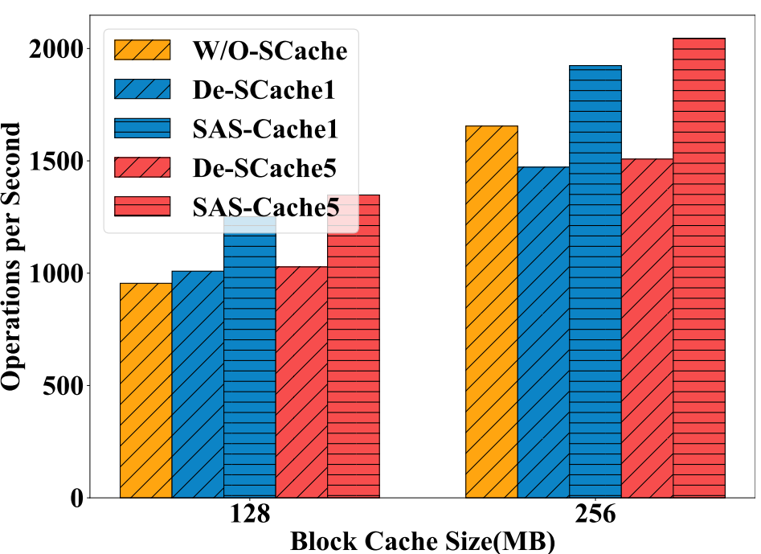 W/O-SCache
De-SCache1
SAS-Cache1
De-SCache5
SAS-Cache5
Operations per Second
2000
1500
1000
500
0
128
256
Block Cache Size(MB)